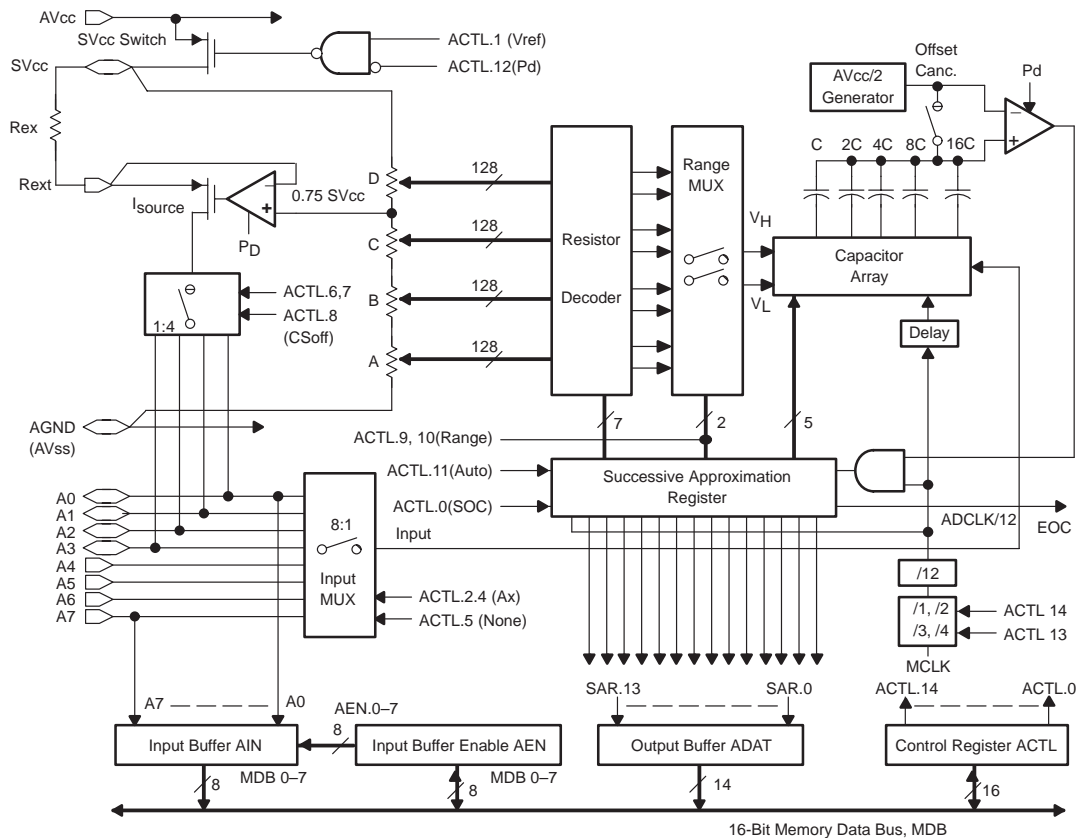 AVcc
SVcc Switch
ACTL.1 (Vref)
ACTL.12(Pd)
SVcc
Rex
Rext
Isource
0.75 SVcc
PD
–
+
1:4
ACTL.6,7
ACTL.8
(CSoff)
AGND
(AVss)
D
C
B
A
128
128
128
128
Resistor
Decoder
Range
MUX
VH
VL
AVcc/2
Generator
Offset
Canc.
Pd
–
+
C 2C 4C 8C 16C
Capacitor
Array
Delay
7
2
5
ACTL.9, 10(Range)
ACTL.11(Auto)
ACTL.0(SOC)
Successive Approximation
Register
ADCLK/12
EOC
A0
A1
A2
A3
A4
A5
A6
A7
8:1
Input
MUX
Input
ACTL.2.4 (Ax)
ACTL.5 (None)
/12
/1, /2
/3, /4
ACTL 14
ACTL 13
MCLK
A7
A0
AEN.0–7
8
SAR.13
SAR.0
ACTL.14
ACTL.0
Input Buffer AIN
Input Buffer Enable AEN
Output Buffer ADAT
Control Register ACTL
8
MDB 0–7
8
MDB 0–7
14
16
16-Bit Memory Data Bus, MDB